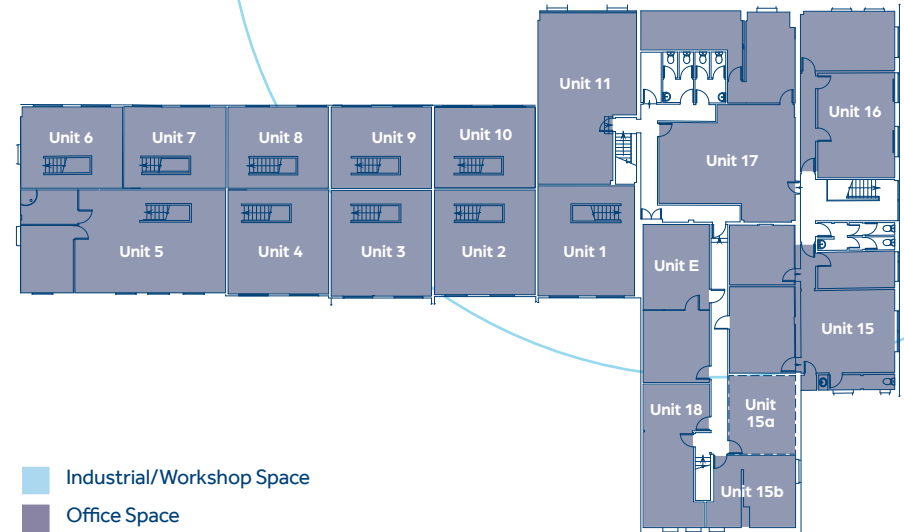 Unit 11
Unit 16
Unit 6
Unit 7
Unit 8
Unit 9
Unit 10
Unit 17
Unit 5
Unit 4
Unit 3
Unit 2
Unit 1
Unit E
Unit 15
Unit 18
Unit
15a
Unit 15b
Industrial/Workshop Space
Office Space